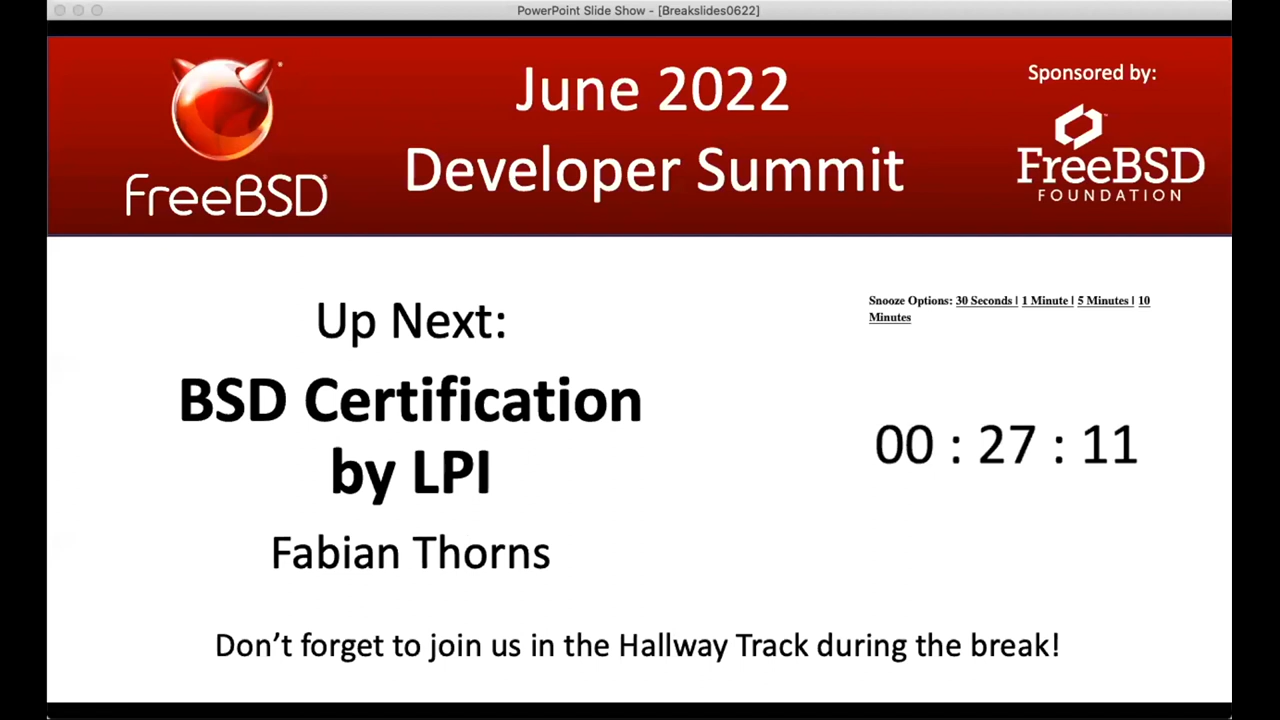 PowerPoint Slide Show - [Breakslides0622]
FreeBSD
June 2022
Developer Summit
Sponsored by:
FreeBSD
FOUNDATION
Up Next:
BSD Certification
by LPI
Fabian Thorns
Snooze Options: 30 Seconds | 1 Minute | 5 Minutes | 10
Minutes
00 : 27 : 11
Don’t forget to join us in the Hallway Track during the break!